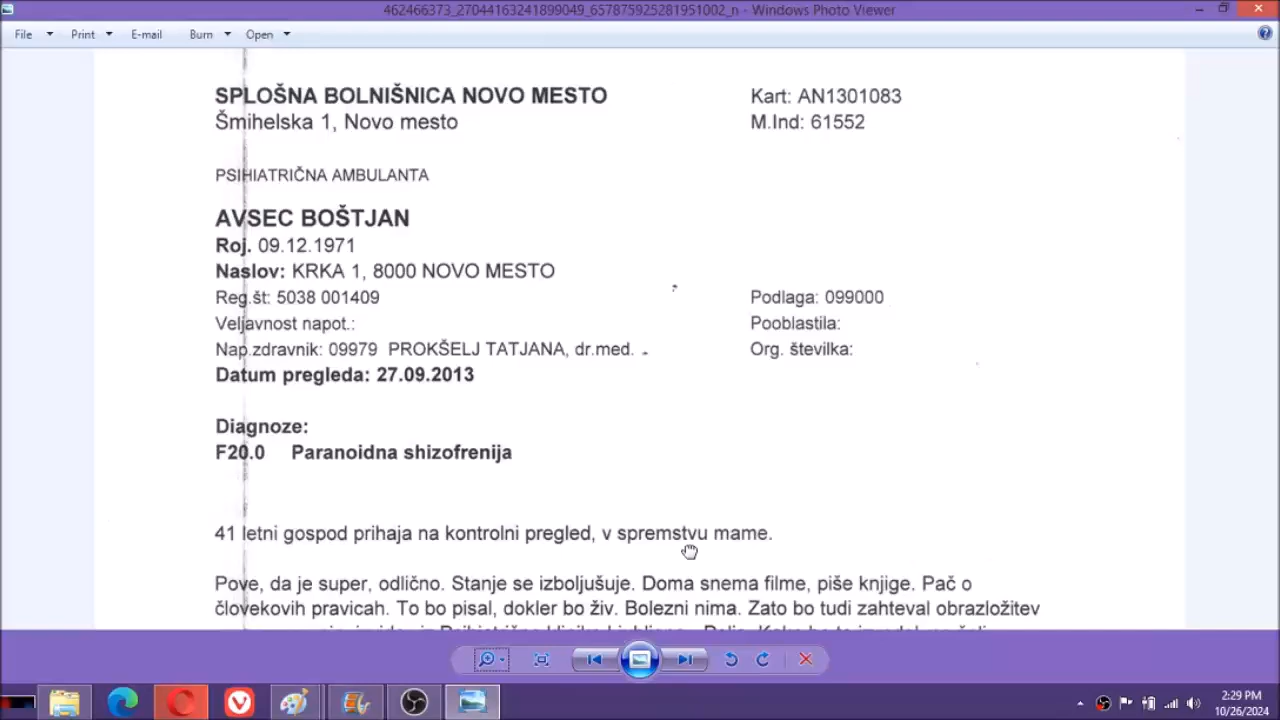 462466373_27044163241899049_657875925281951002_n - Windows Photo Viewer
File Print E-mail Burn Open
SPLOŠNA BOLNIŠNICA NOVO MESTO Kart: AN1301083
Šmihelska 1, Novo mesto M.Ind: 61552
PSIHIATRIČNA AMBULANTA
AVSEC BOŠTJAN
Roj. 09.12.1971
Naslov: KRKA 1, 8000 NOVO MESTO
Reg.št: 5038 001409 Podlaga: 099000
Veljavnost napot.: Pooblastila:
Nap.zdravnik: 09979 PROKŠELJ TATJANA, dr.med. Org. številka:
Datum pregleda: 27.09.2013
Diagnoze:
F20.0 Paranoidna shizofrenija
41 letni gospod prihaja na kontrolni pregled, v spremstvu mame.
Pove, da je super, odlično. Stanje se izboljušuje. Doma snema filme, piše knjige. Pač o
človekovih pravicah. To bo pisal, dokler bo živ. Bolezni nima. Zato bo tudi zahteval obrazložitev
2:29 PM
10/26/2024